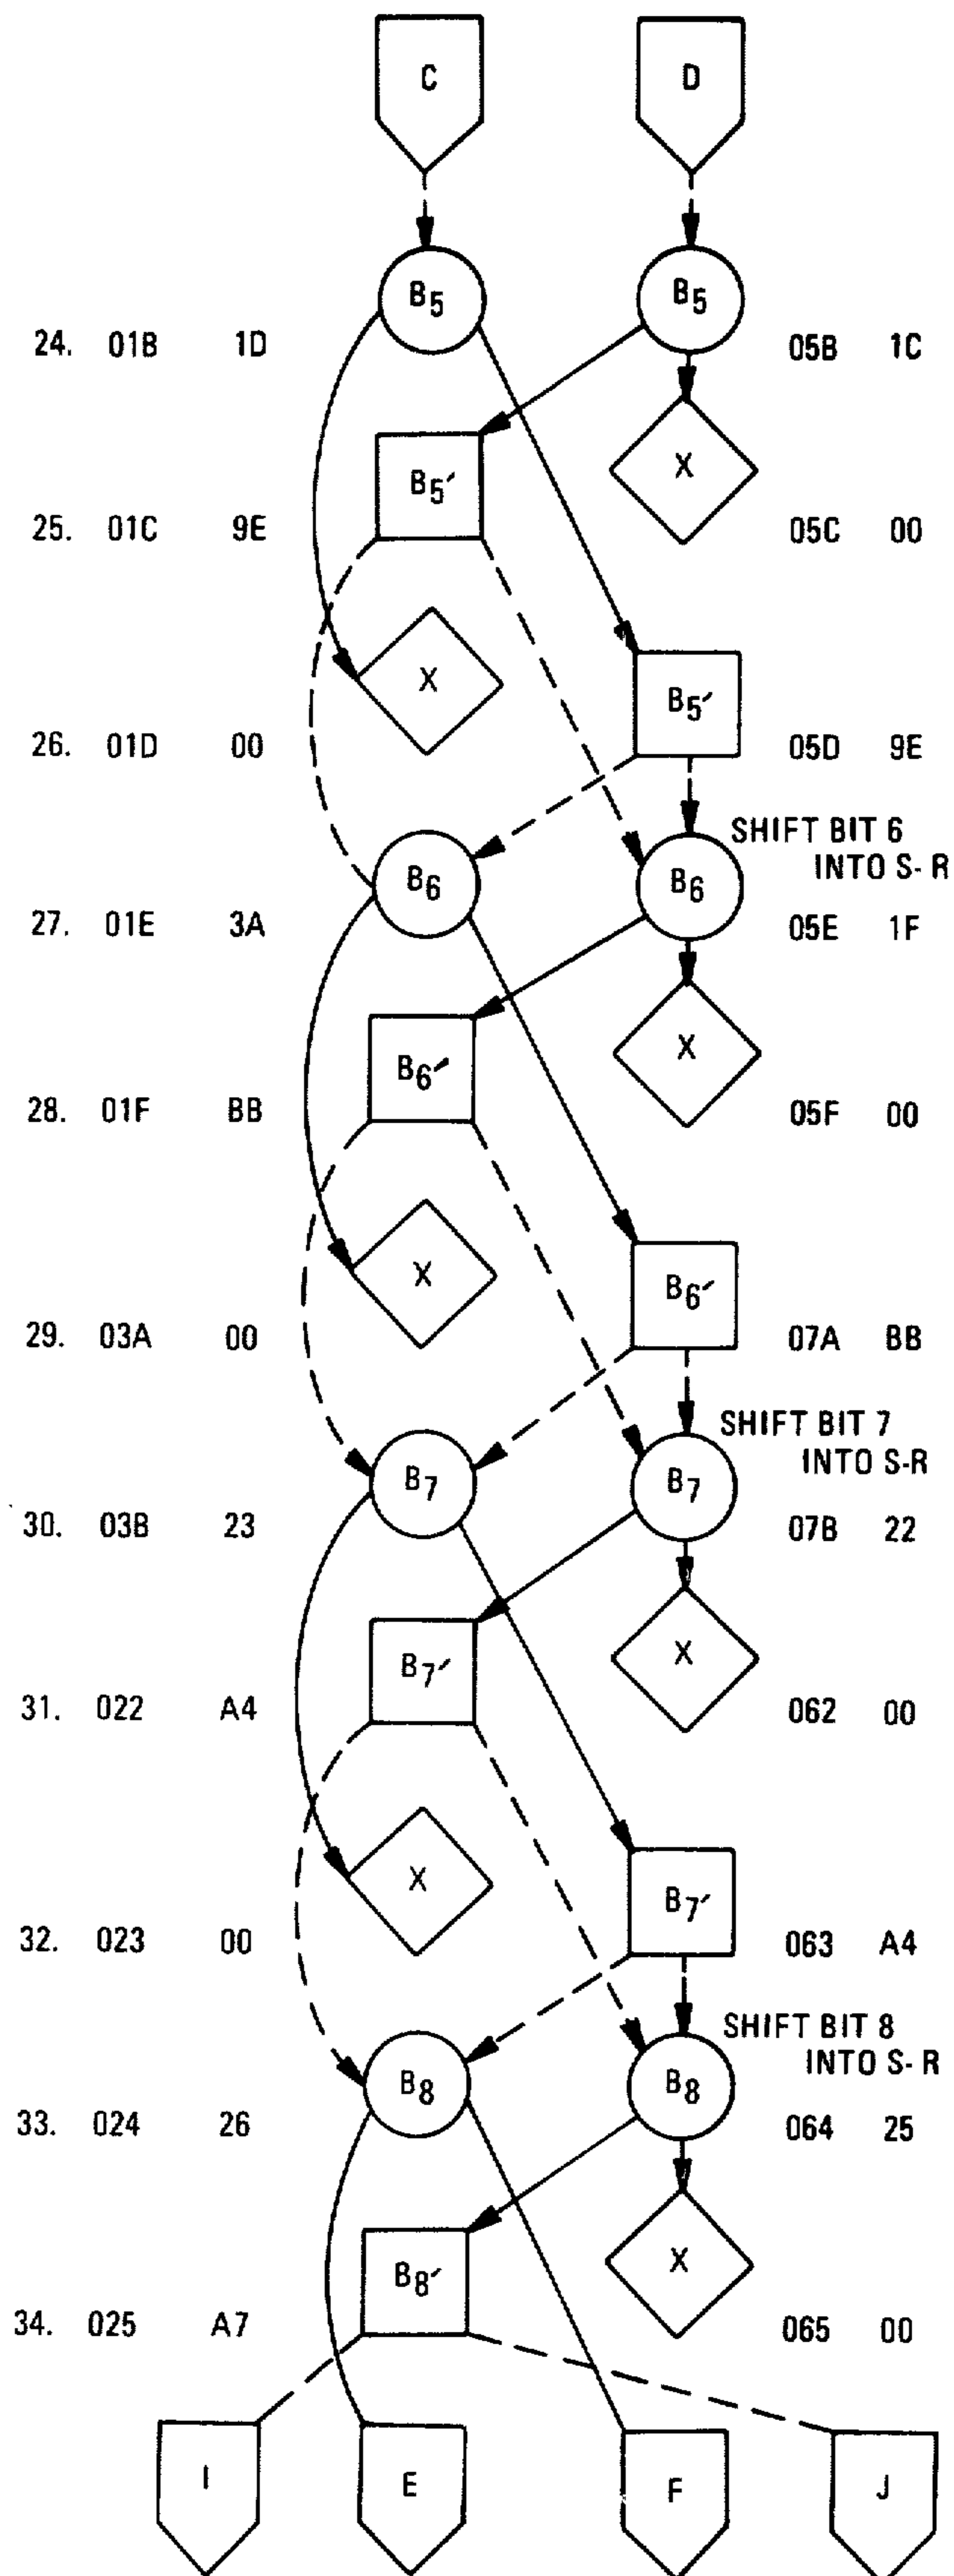 C D
B5 B5
24. 01B 1D 05B 1C
B5′ X
25. 01C 9E 05C 00
X B5′
26. 01D 00 05D 9E
SHIFT BIT 6
INTO S-R
B6 B6
27. 01E 3A 05E 1F
B6′ X
28. 01F BB 05F 00
X B6′
29. 03A 00 07A BB
SHIFT BIT 7
INTO S-R
B7 B7
30. 03B 23 07B 22
B7′ X
31. 022 A4 062 00
X B7′
32. 023 00 063 A4
SHIFT BIT 8
INTO S-R
B8 B8
33. 024 26 064 25
B8′ X
34. 025 A7 065 00
I E F J